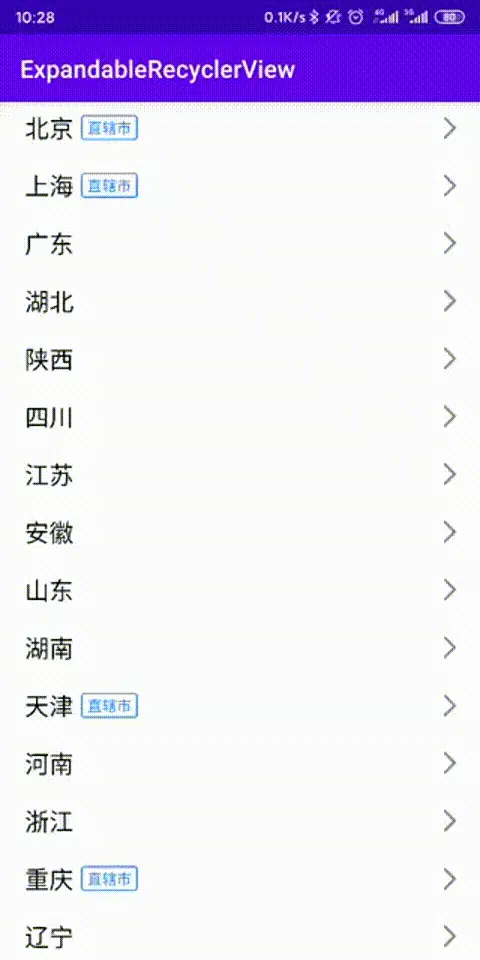 10:28 0.1K/s 4G 3G 80
ExpandableRecyclerView
北京 直辖市
上海 直辖市
广东
湖北
陕西
四川
江苏
安徽
山东
湖南
天津 直辖市
河南
浙江
重庆 直辖市
辽宁